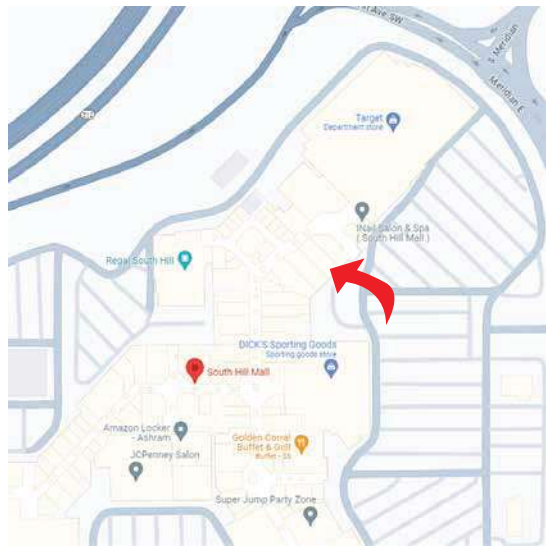 Ave SW
S Meridian
Meridian E
Target
Department store
INail Salon & Spa
( South Hill Mall )
Regal South Hill
DICK'S Sporting Goods
Sporting goods store
South Hill Mall
Amazon Locker
- Ashram
JCPenney Salon
Golden Corral
Buffet & Grill
Buffet • $$
Super Jump Party Zone